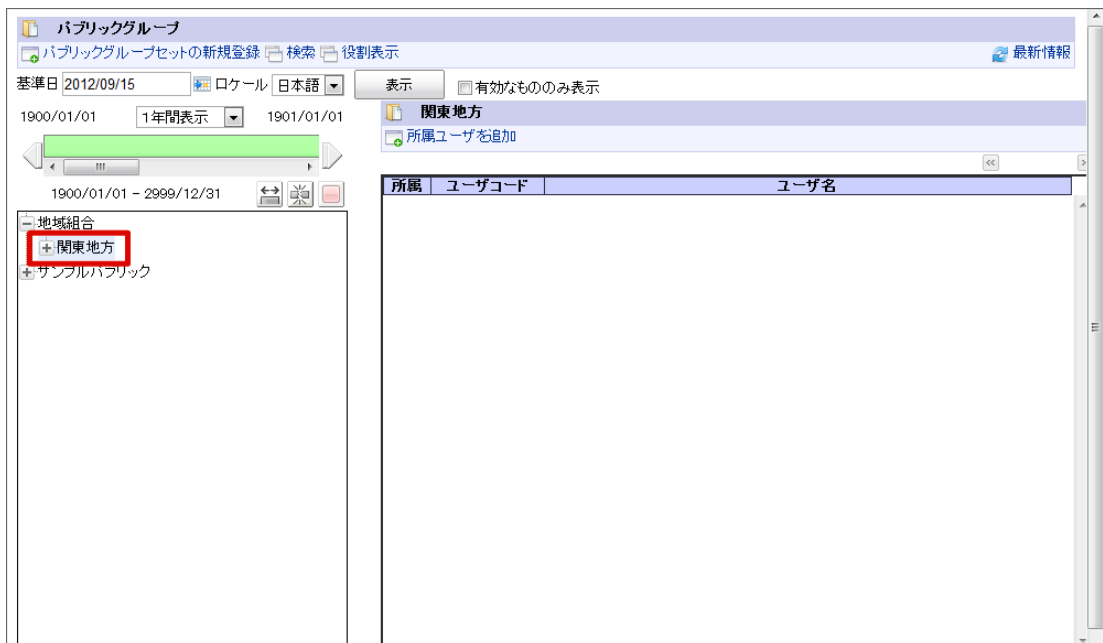 パブリックグループ
パブリックグループセットの新規登録 検索 役割表示 最新情報
基準日 2012/09/15 ロケール 日本語 表示 有効なもののみ表示
1900/01/01 1年間表示 1901/01/01
関東地方
所属ユーザを追加
1900/01/01 - 2999/12/31
所属 ユーザコード ユーザ名
地域組合
関東地方
サンプルパブリック